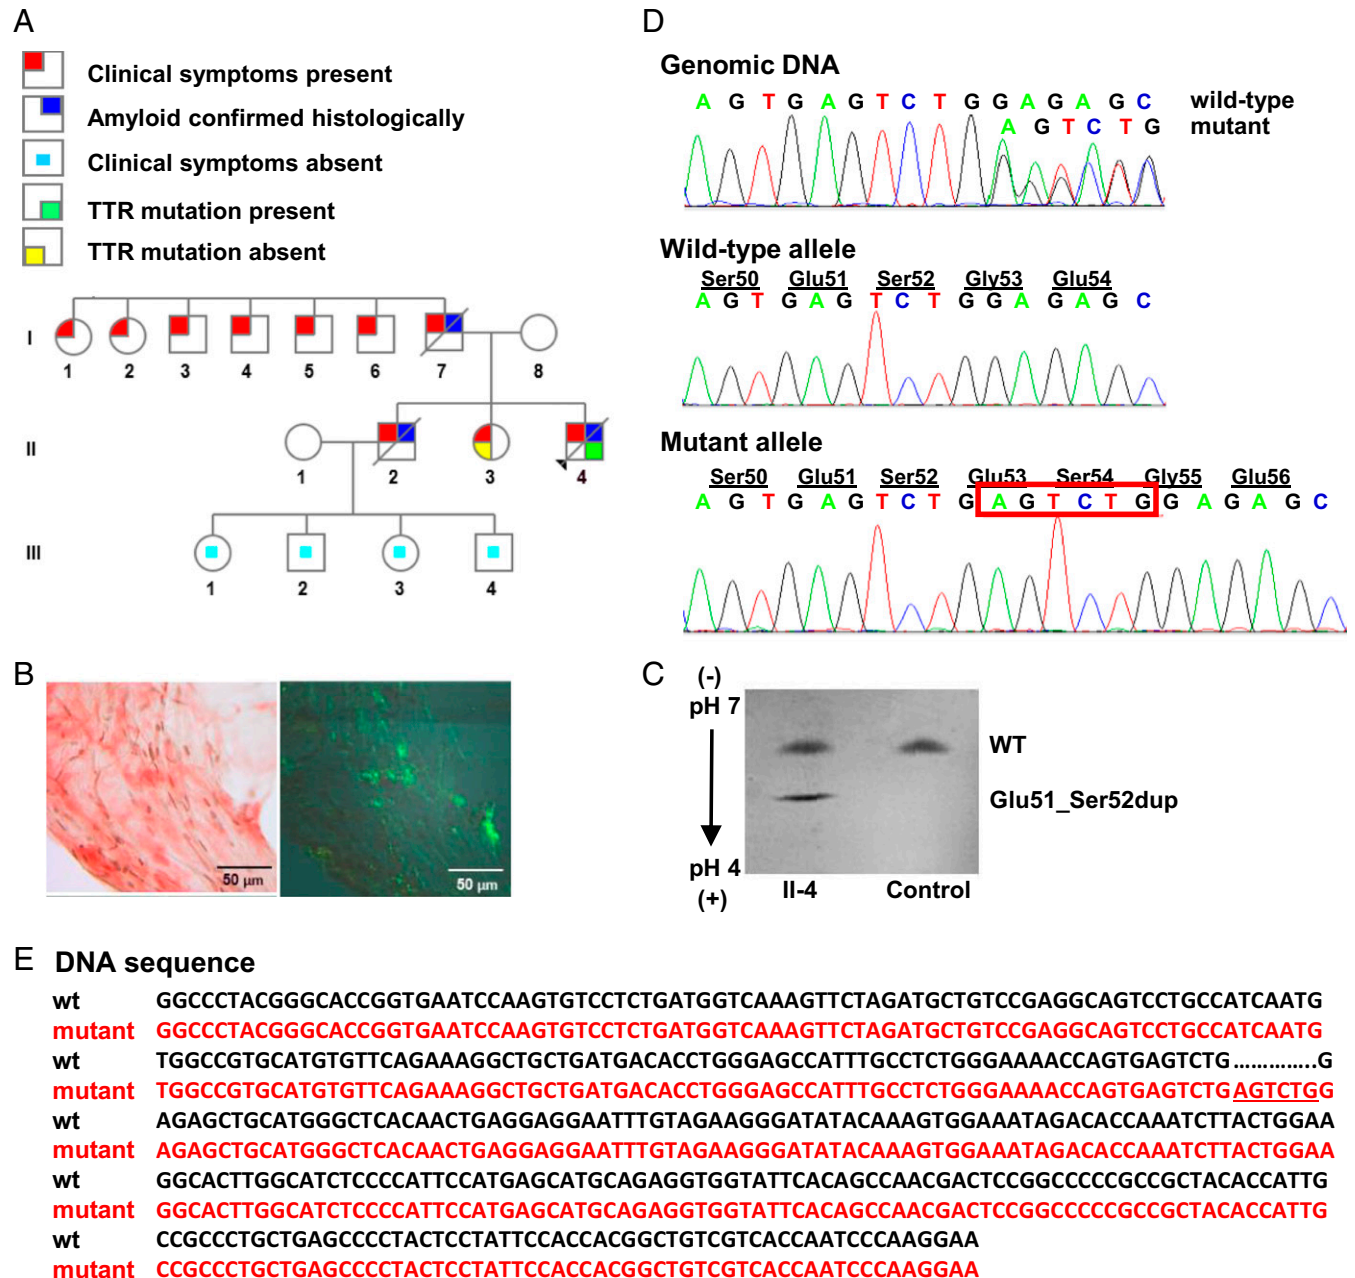 A
Clinical symptoms present
Amyloid confirmed histologically
Clinical symptoms absent
TTR mutation present
TTR mutation absent
I
1 2 3 4 5 6 7 8
II
1 2 3 4
III
1 2 3 4
D
Genomic DNA
A G T G A G T C T G G A G A G C wild-type
A G T C T G mutant
Wild-type allele
Ser50 Glu51 Ser52 Gly53 Glu54
A G T G A G T C T G G A G A G C
Mutant allele
Ser50 Glu51 Ser52 Glu53 Ser54 Gly55 Glu56
A G T G A G T C T G A G T C T G G A G A G C
B
50 µm
50 µm
C
(-)
pH 7
pH 4
(+)
WT
Glu51_Ser52dup
II-4 Control
E DNA sequence
wt GGCCCTACGGGCACCGGTGAATCCAAGTGTCCTCTGATGGTCAAAGTTCTAGATGCTGTCCGAGGCAGTCCTGCCATCAATG
mutant GGCCCTACGGGCACCGGTGAATCCAAGTGTCCTCTGATGGTCAAAGTTCTAGATGCTGTCCGAGGCAGTCCTGCCATCAATG
wt TGGCCGTGCATGTGTTCAGAAAGGCTGCTGATGACACCTGGGAGCCATTTGCCTCTGGGAAAACCAGTGAGTCTG.............G
mutant TGGCCGTGCATGTGTTCAGAAAGGCTGCTGATGACACCTGGGAGCCATTTGCCTCTGGGAAAACCAGTGAGTCTGAGTCTGG
wt AGAGCTGCATGGGCTCACAACTGAGGAGGAATTTGTAGAAGGGATATACAAAGTGGAAATAGACACCAAATCTTACTGGAA
mutant AGAGCTGCATGGGCTCACAACTGAGGAGGAATTTGTAGAAGGGATATACAAAGTGGAAATAGACACCAAATCTTACTGGAA
wt GGCACTTGGCATCTCCCCATTCCATGAGCATGCAGAGGTGGTATTCACAGCCAACGACTCCGGCCCCCGCCGCTACACCATTG
mutant GGCACTTGGCATCTCCCCATTCCATGAGCATGCAGAGGTGGTATTCACAGCCAACGACTCCGGCCCCCGCCGCTACACCATTG
wt CCGCCCTGCTGAGCCCCTACTCCTATTCCACCACGGCTGTCGTCACCAATCCCAAGGAA
mutant CCGCCCTGCTGAGCCCCTACTCCTATTCCACCACGGCTGTCGTCACCAATCCCAAGGAA